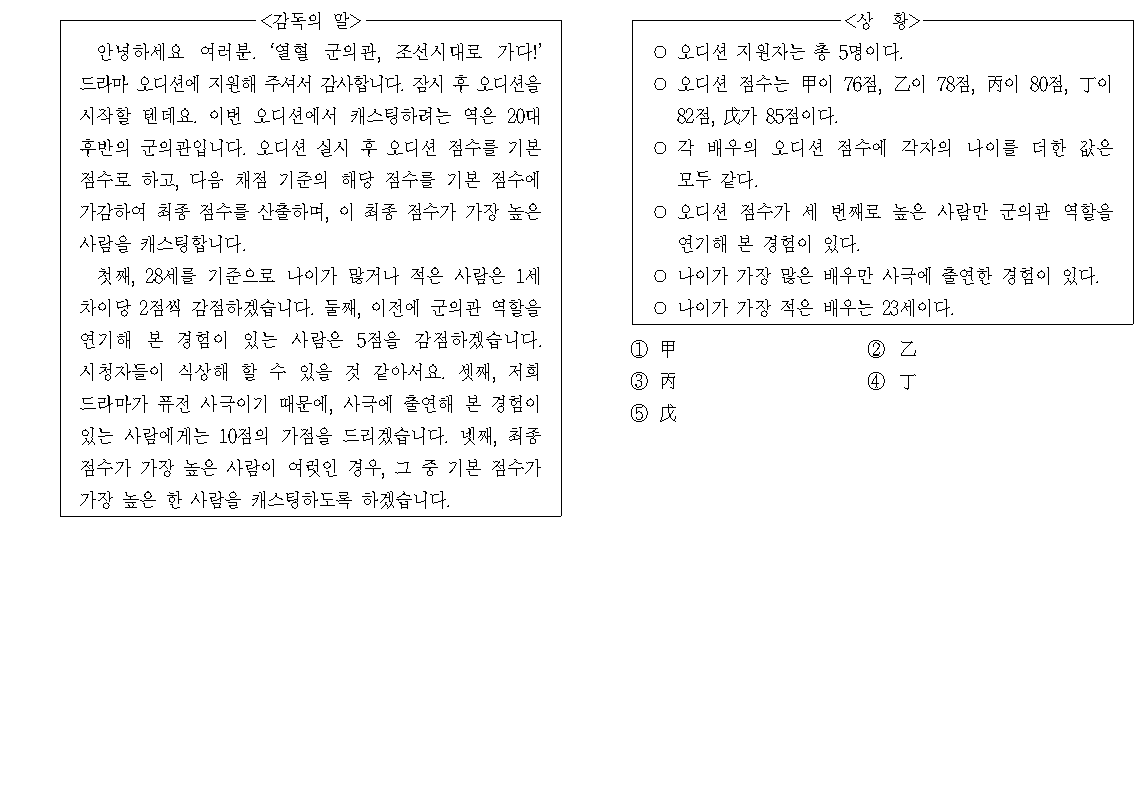 <감독의 말>
안녕하세요 여러분. ‘열혈 군의관, 조선시대로 가다!’
드라마 오디션에 지원해 주셔서 감사합니다. 잠시 후 오디션을
시작할 텐데요. 이번 오디션에서 캐스팅하려는 역은 20대
후반의 군의관입니다. 오디션 실시 후 오디션 점수를 기본
점수로 하고, 다음 채점 기준의 해당 점수를 기본 점수에
가감하여 최종 점수를 산출하며, 이 최종 점수가 가장 높은
사람을 캐스팅합니다.
첫째, 28세를 기준으로 나이가 많거나 적은 사람은 1세
차이당 2점씩 감점하겠습니다. 둘째, 이전에 군의관 역할을
연기해 본 경험이 있는 사람은 5점을 감점하겠습니다.
시청자들이 식상해 할 수 있을 것 같아서요. 셋째, 저희
드라마가 퓨전 사극이기 때문에, 사극에 출연해 본 경험이
있는 사람에게는 10점의 가점을 드리겠습니다. 넷째, 최종
점수가 가장 높은 사람이 여럿인 경우, 그 중 기본 점수가
가장 높은 한 사람을 캐스팅하도록 하겠습니다.
<상 황>
○ 오디션 지원자는 총 5명이다.
○ 오디션 점수는 甲이 76점, 乙이 78점, 丙이 80점, 丁이
82점, 戊가 85점이다.
○ 각 배우의 오디션 점수에 각자의 나이를 더한 값은
모두 같다.
○ 오디션 점수가 세 번째로 높은 사람만 군의관 역할을
연기해 본 경험이 있다.
○ 나이가 가장 많은 배우만 사극에 출연한 경험이 있다.
○ 나이가 가장 적은 배우는 23세이다.
① 甲 ② 乙
③ 丙 ④ 丁
⑤ 戊